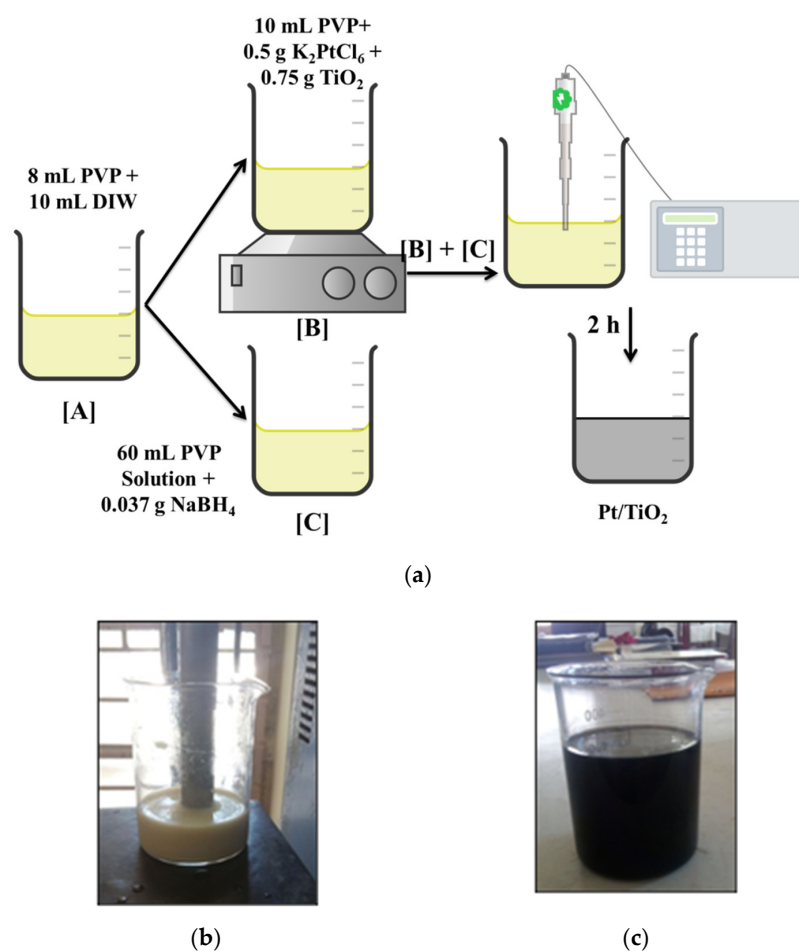 10 mL PVP+
0.5 g K₂PtCl₆ +
0.75 g TiO₂
8 mL PVP +
10 mL DIW
[A]
[B]
[B] + [C]
2 h
60 mL PVP
Solution +
0.037 g NaBH₄
[C]
Pt/TiO₂
(a)
(b)
(c)